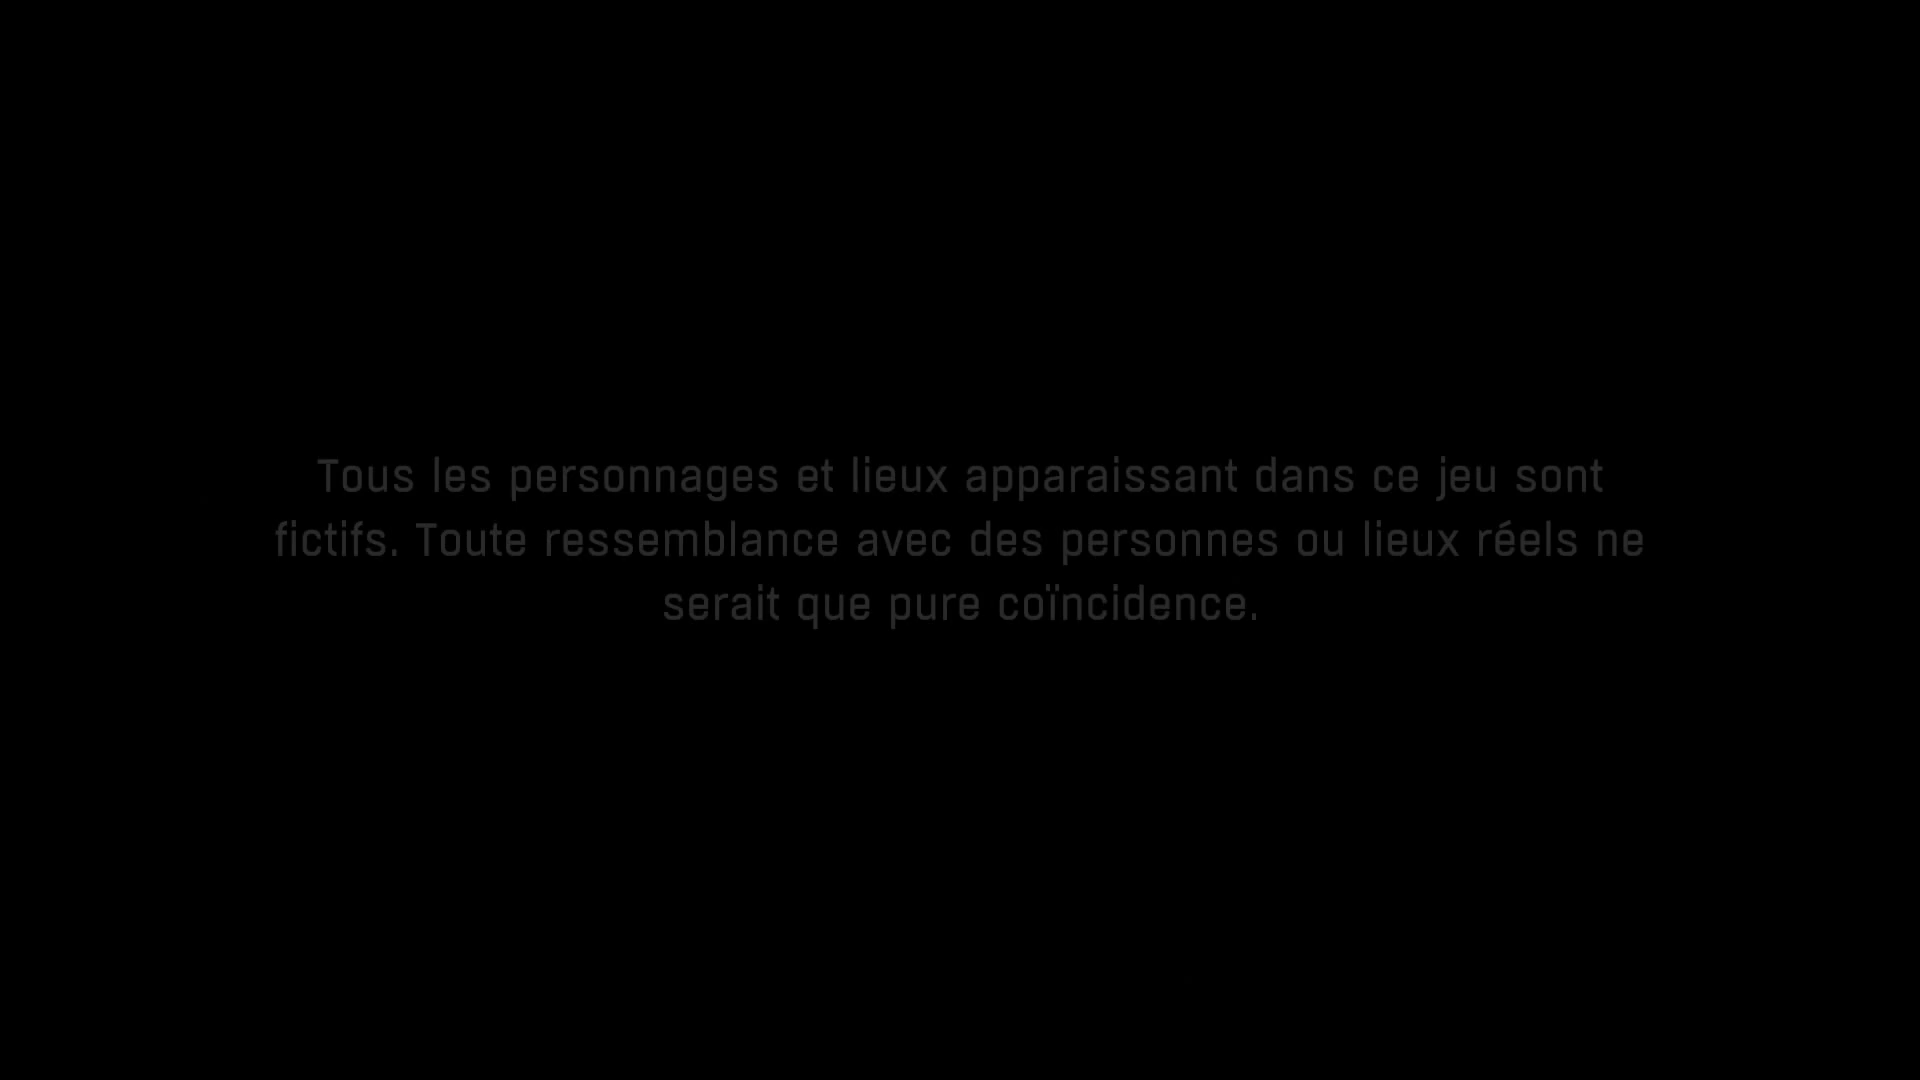 Tous les personnages et lieux apparaissant dans ce jeu sont
fictifs. Toute ressemblance avec des personnes ou lieux réels ne
serait que pure coïncidence.